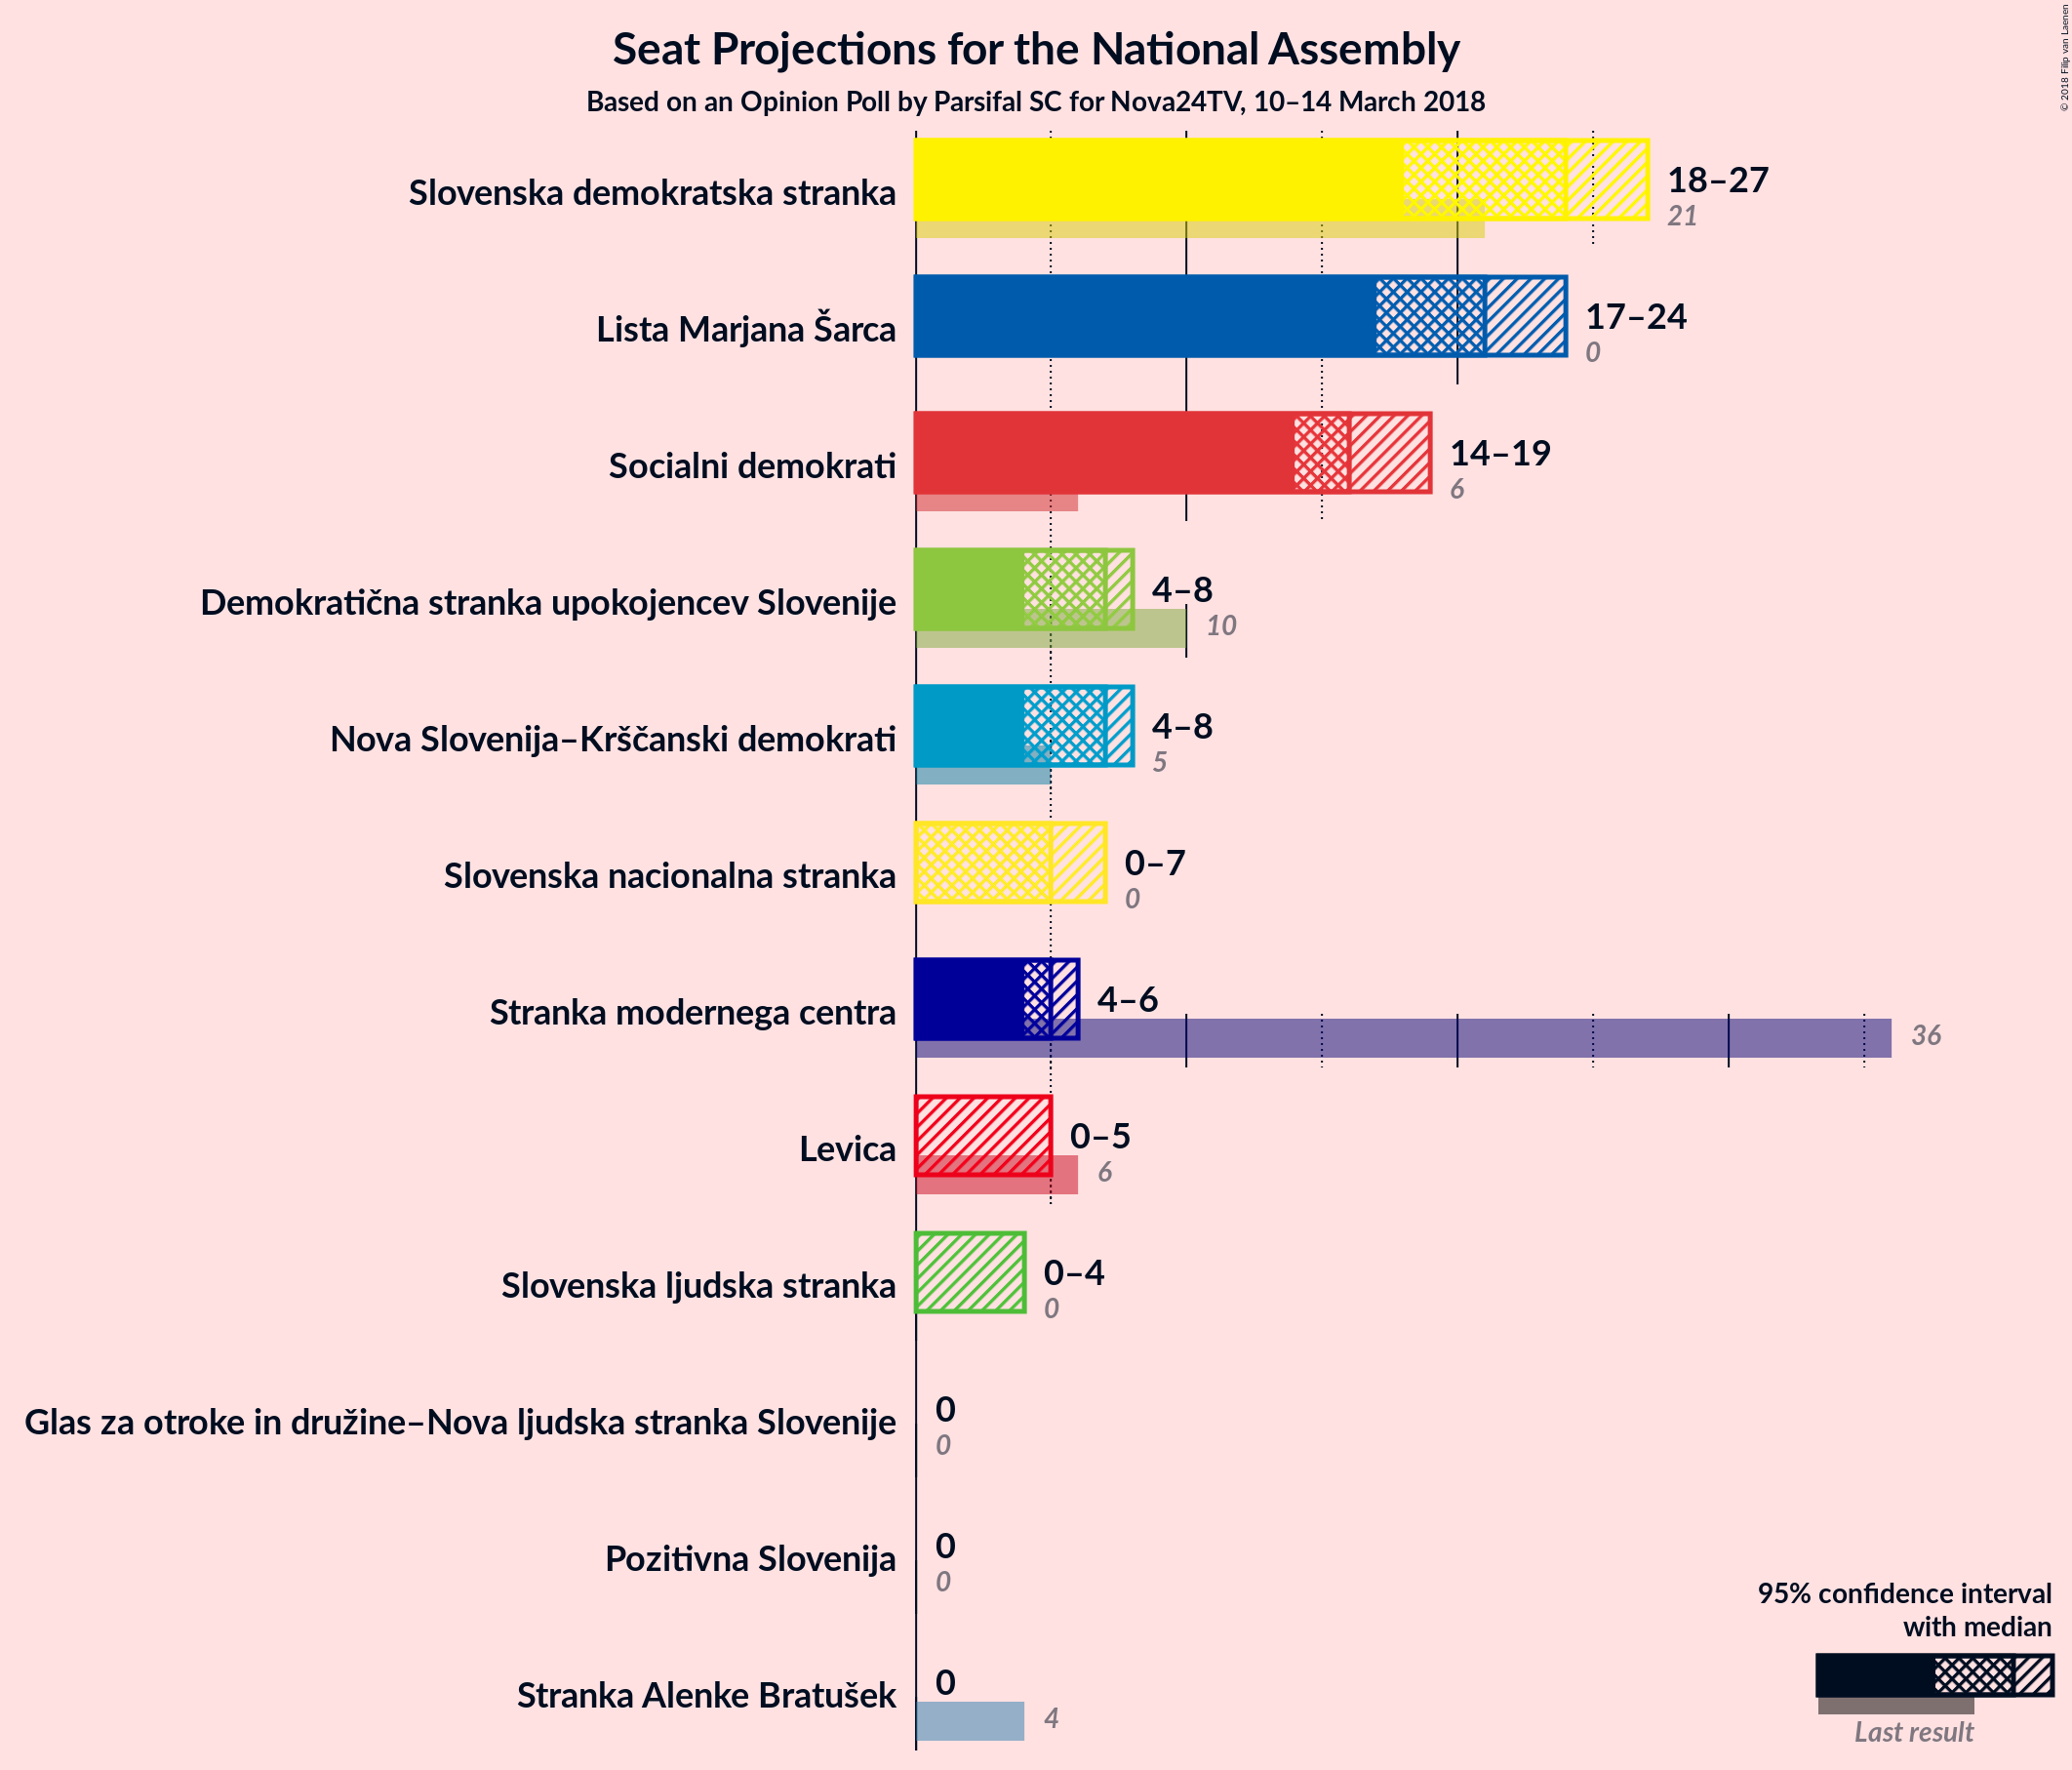 Seat Projections for the National Assembly
Based on an Opinion Poll by Parsifal SC for Nova24TV, 10–14 March 2018
© 2018 Filip van Laenen
Slovenska demokratska stranka
18–27
21
Lista Marjana Šarca
17–24
0
Socialni demokrati
14–19
6
Demokratična stranka upokojencev Slovenije
4–8
10
Nova Slovenija–Krščanski demokrati
4–8
5
Slovenska nacionalna stranka
0–7
0
Stranka modernega centra
4–6
36
Levica
0–5
6
Slovenska ljudska stranka
0–4
0
Glas za otroke in družine–Nova ljudska stranka Slovenije
0
0
Pozitivna Slovenija
0
0
Stranka Alenke Bratušek
0
4
95% confidence interval
with median
Last result